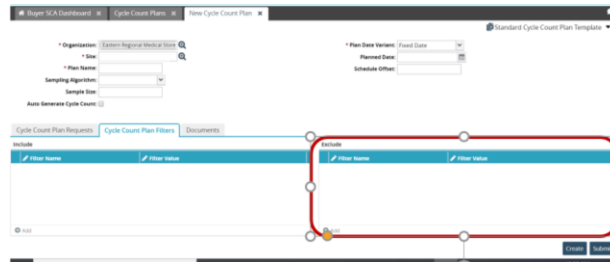 Buyer SCA Dashboard × Cycle Count Plans × New Cycle Count Plan ×
Standard Cycle Count Plan Template
* Organization: Eastern Regional Medical Store
* Plan Date Variant: Fixed Date
* Site:
Planned Date:
* Plan Name:
Schedule Offset:
Sampling Algorithm:
Sample Size:
Auto Generate Cycle Count:
Cycle Count Plan Requests Cycle Count Plan Filters Documents
Include Exclude
Filter Name Filter Value Filter Name Filter Value
Add
Create